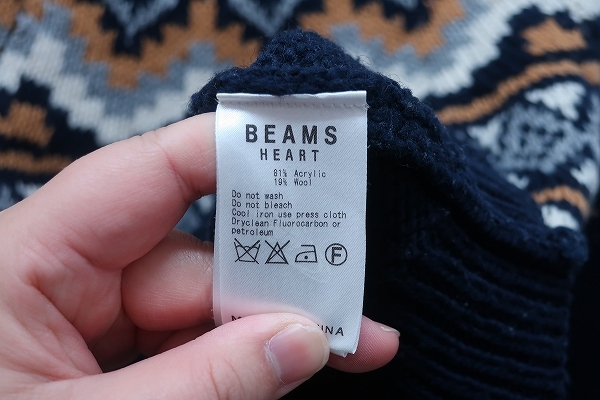 BEAMS
HEART
81% Acrylic
19% Wool
Do not wash
Do not bleach
Cool iron use press cloth
Dryclean Fluorocarbon or
petroleum
F